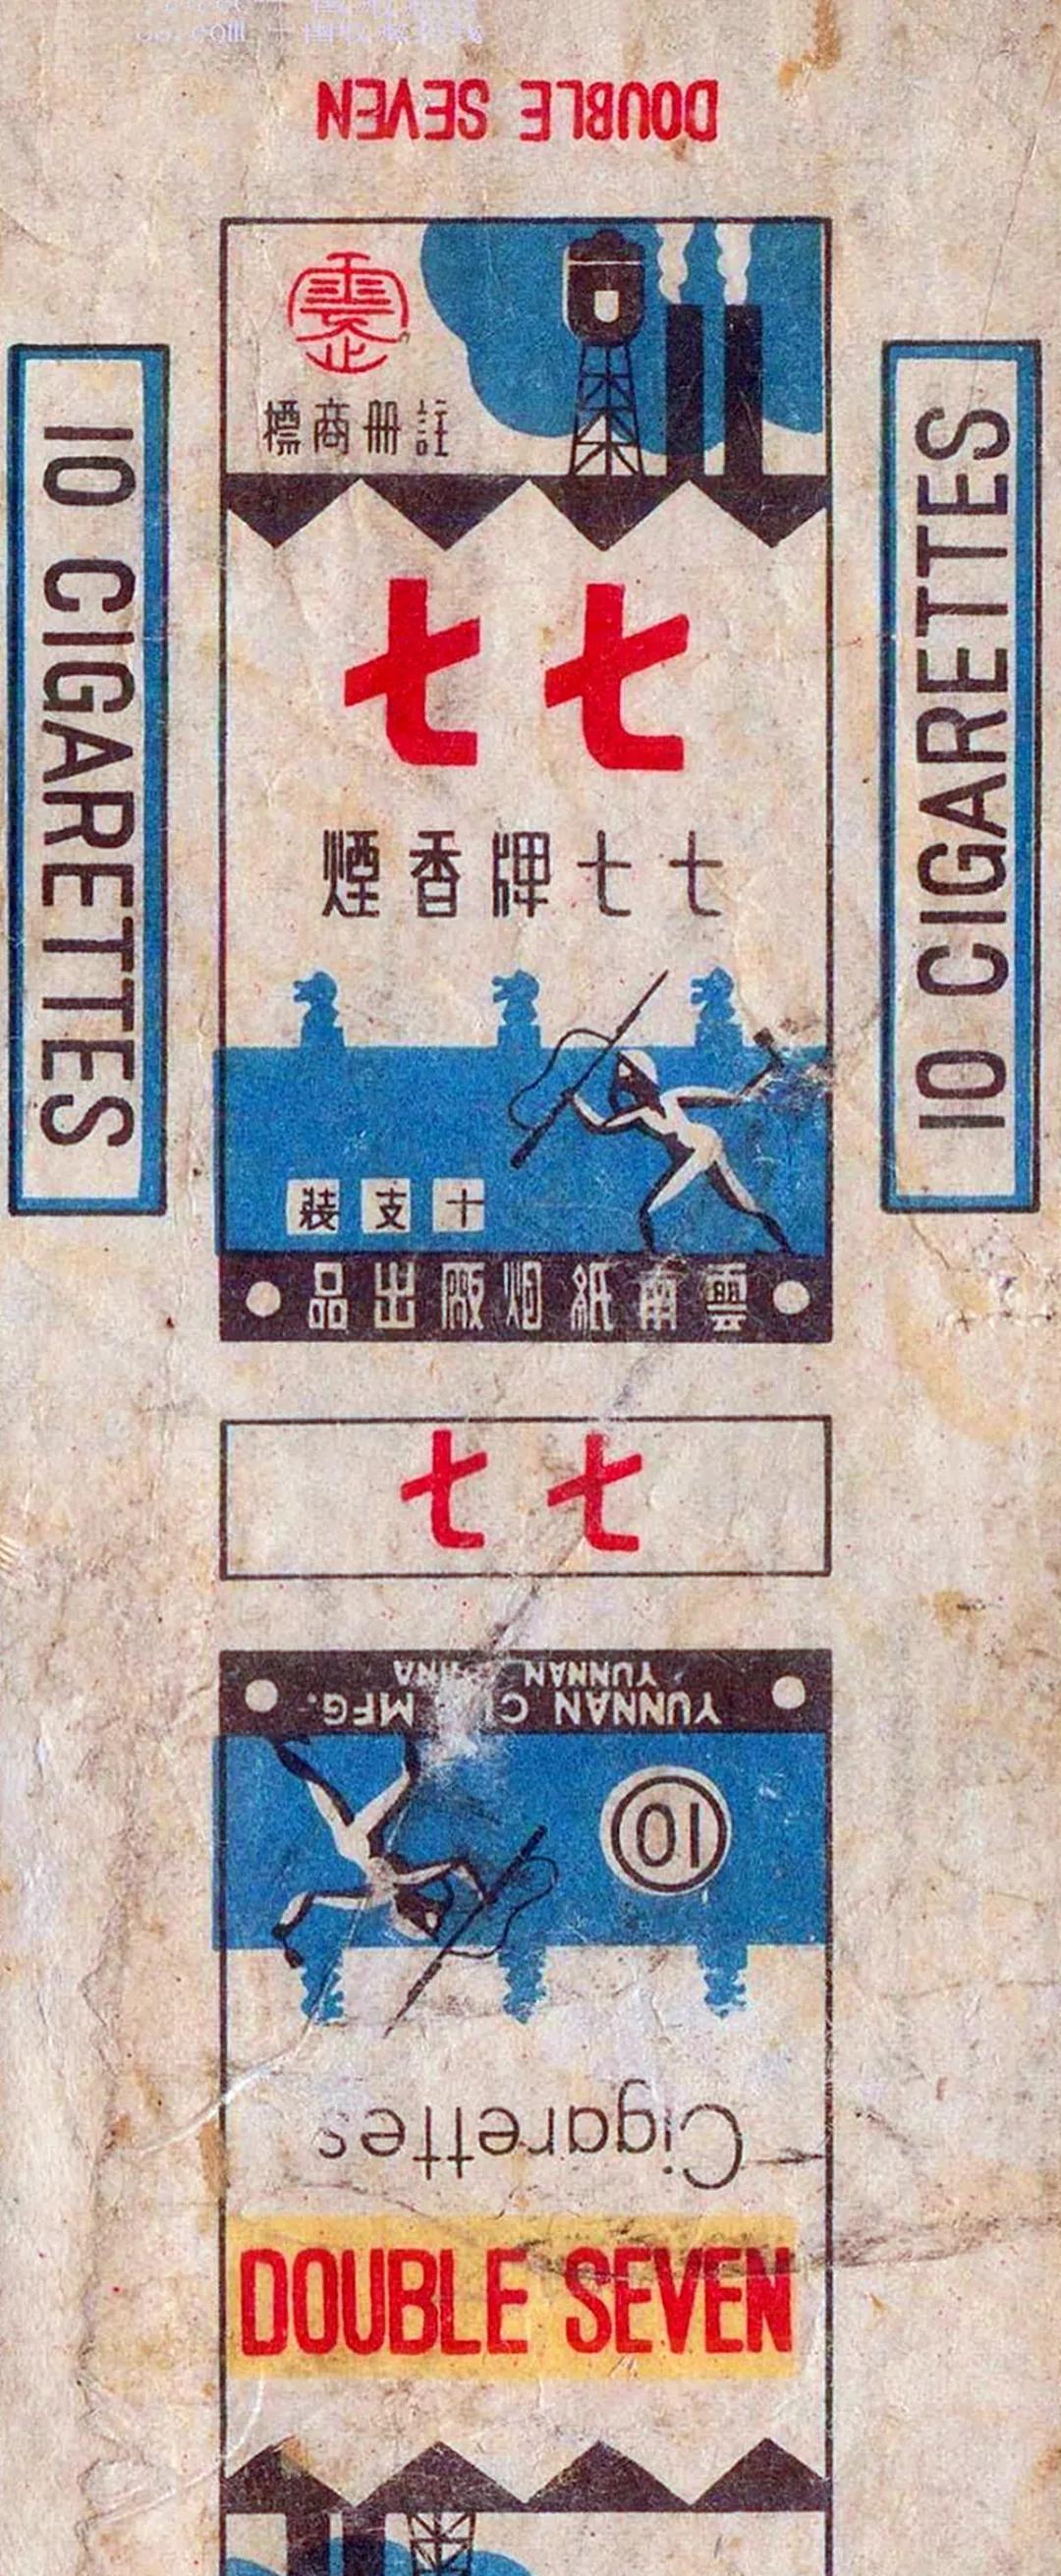 DOUBLE SEVEN
註册商標
七七
七七牌香煙
十支裝
雲南紙烟廠出品
10 CIGARETTES
10 CIGARETTES
七七
YUNNAN MFG.
YUNNAN
10
Cigarettes
DOUBLE SEVEN